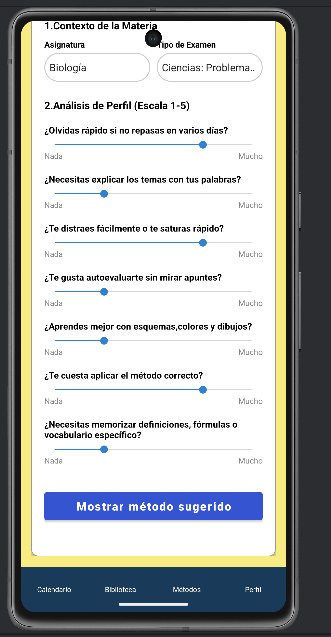 1.Contexto de la Materia
Asignatura Tipo de Examen
Biología Ciencias: Problema..
2.Análisis de Perfil (Escala 1-5)
¿Olvidas rápido si no repasas en varios días?
Nada Mucho
¿Necesitas explicar los temas con tus palabras?
Nada Mucho
¿Te distraes fácilmente o te saturas rápido?
Nada Mucho
¿Te gusta autoevaluarte sin mirar apuntes?
Nada Mucho
¿Aprendes mejor con esquemas,colores y dibujos?
Nada Mucho
¿Te cuesta aplicar el método correcto?
Nada Mucho
¿Necesitas memorizar definiciones, fórmulas o
vocabulario específico?
Nada Mucho
Mostrar método sugerido
Calendario Biblioteca Métodos Perfil